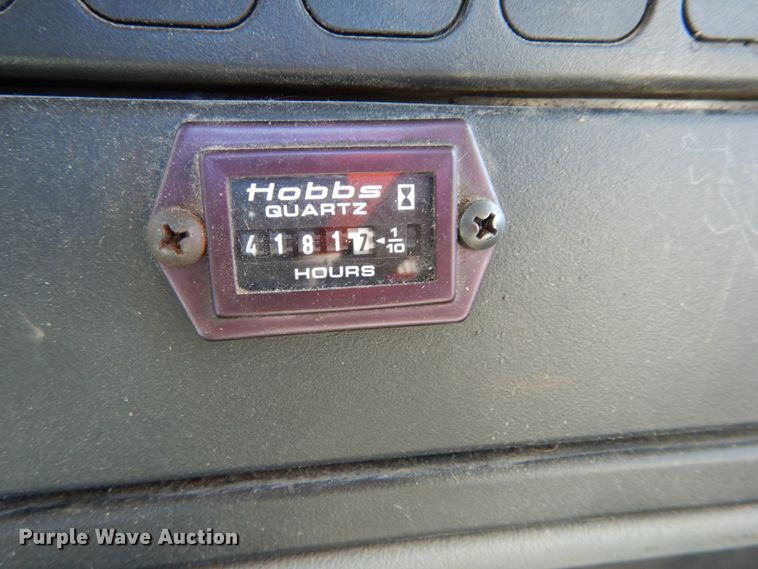 Hobbs
QUARTZ
4 1 8 1 7 ◄ 1/10
HOURS
Purple Wave Auction